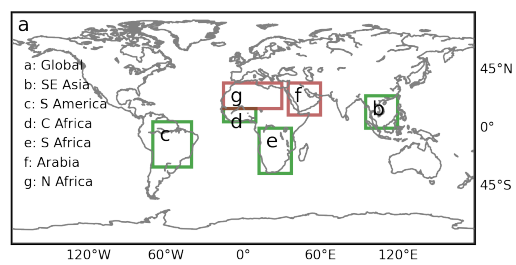 a
a: Global
b: SE Asia
c: S America
d: C Africa
e: S Africa
f: Arabia
g: N Africa
g
f
b
d
c
e
45°N
0°
45°S
120°W
60°W
0°
60°E
120°E